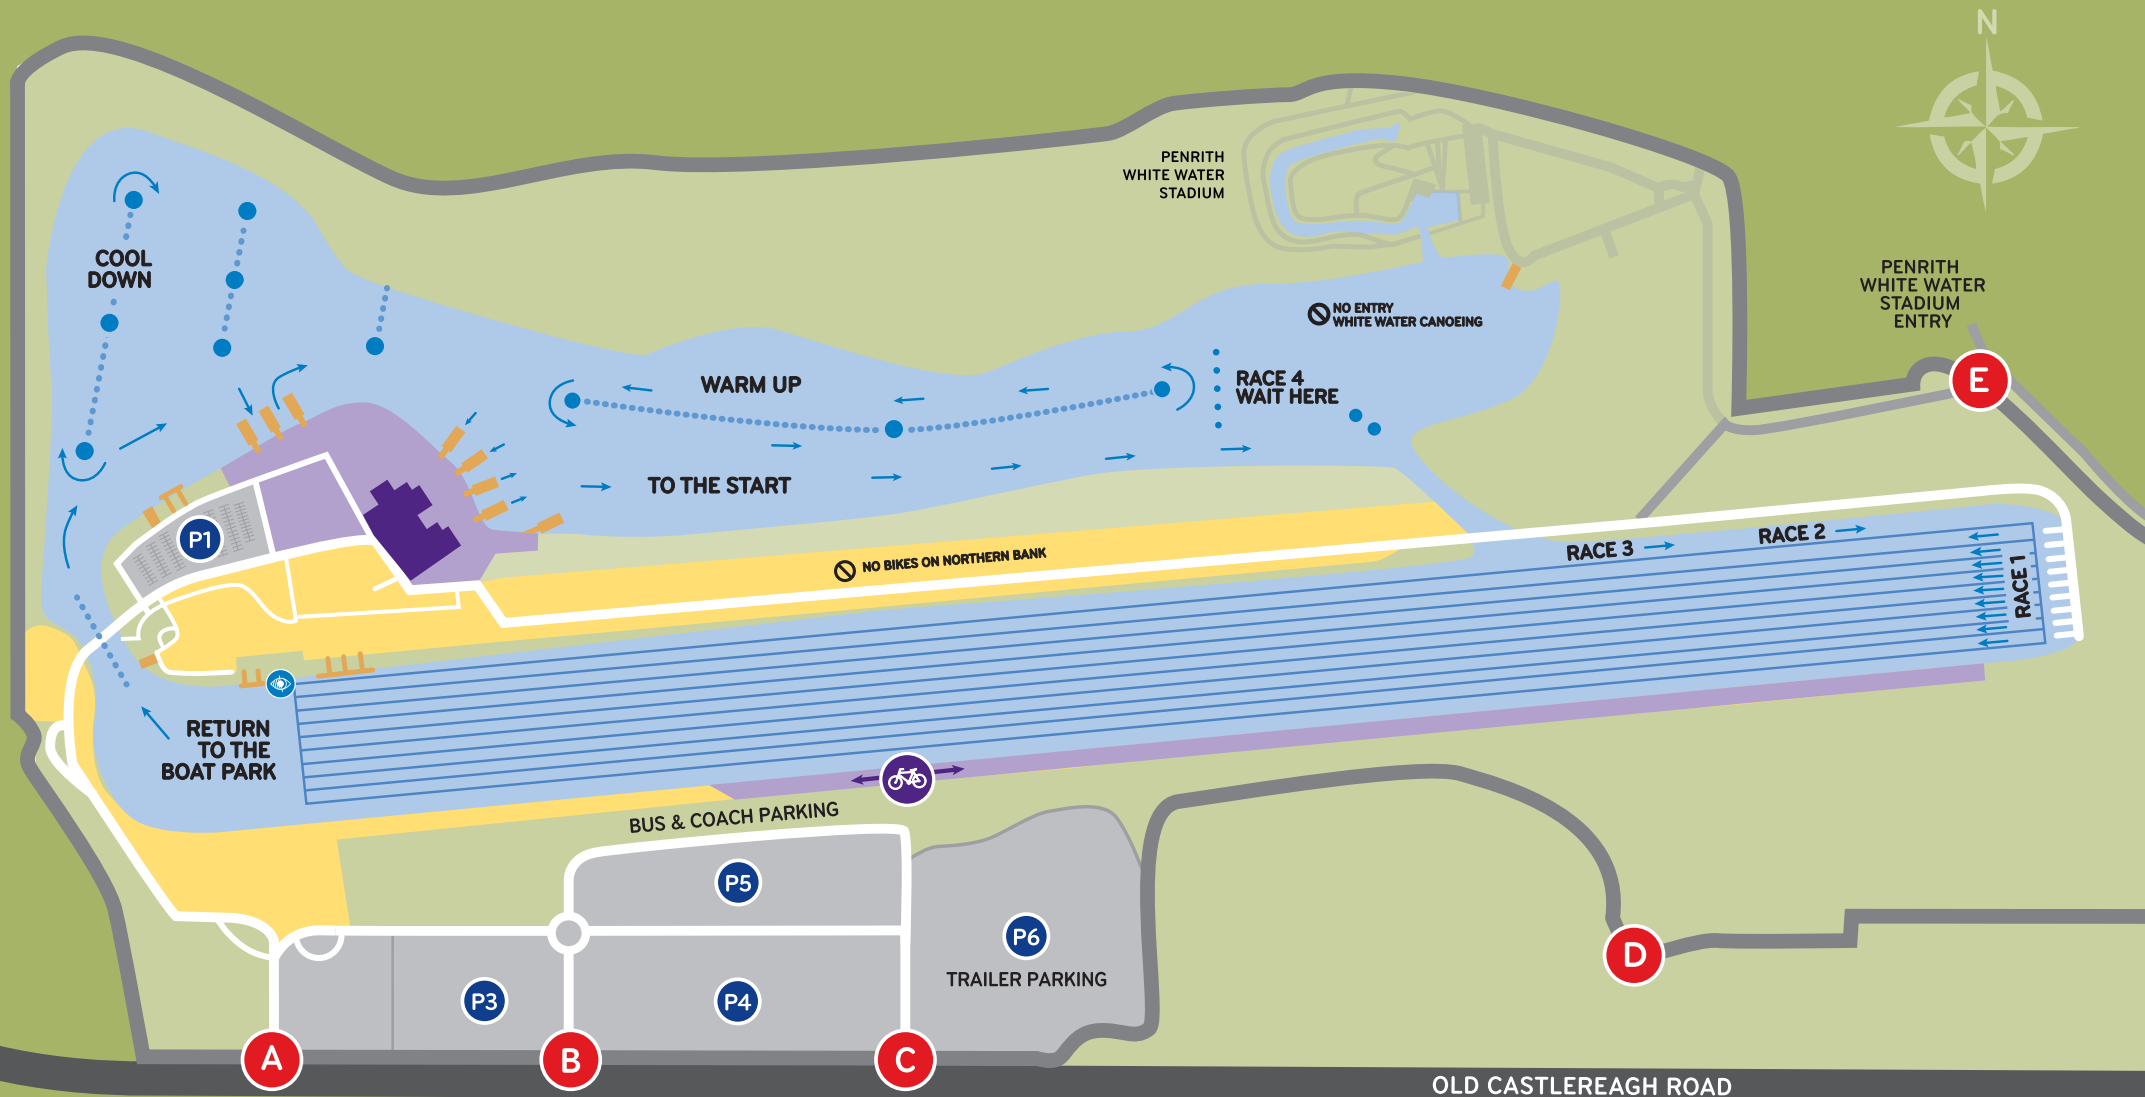 N
PENRITH
WHITE WATER
STADIUM
COOL
DOWN
PENRITH
WHITE WATER
STADIUM
ENTRY
NO ENTRY
WHITE WATER CANOEING
E
WARM UP
RACE 4
WAIT HERE
TO THE START
P1
RACE 3
RACE 2
NO BIKES ON NORTHERN BANK
RACE 1
RETURN
TO THE
BOAT PARK
BUS & COACH PARKING
P5
P6
TRAILER PARKING
D
P3
P4
A
B
C
OLD CASTLEREAGH ROAD